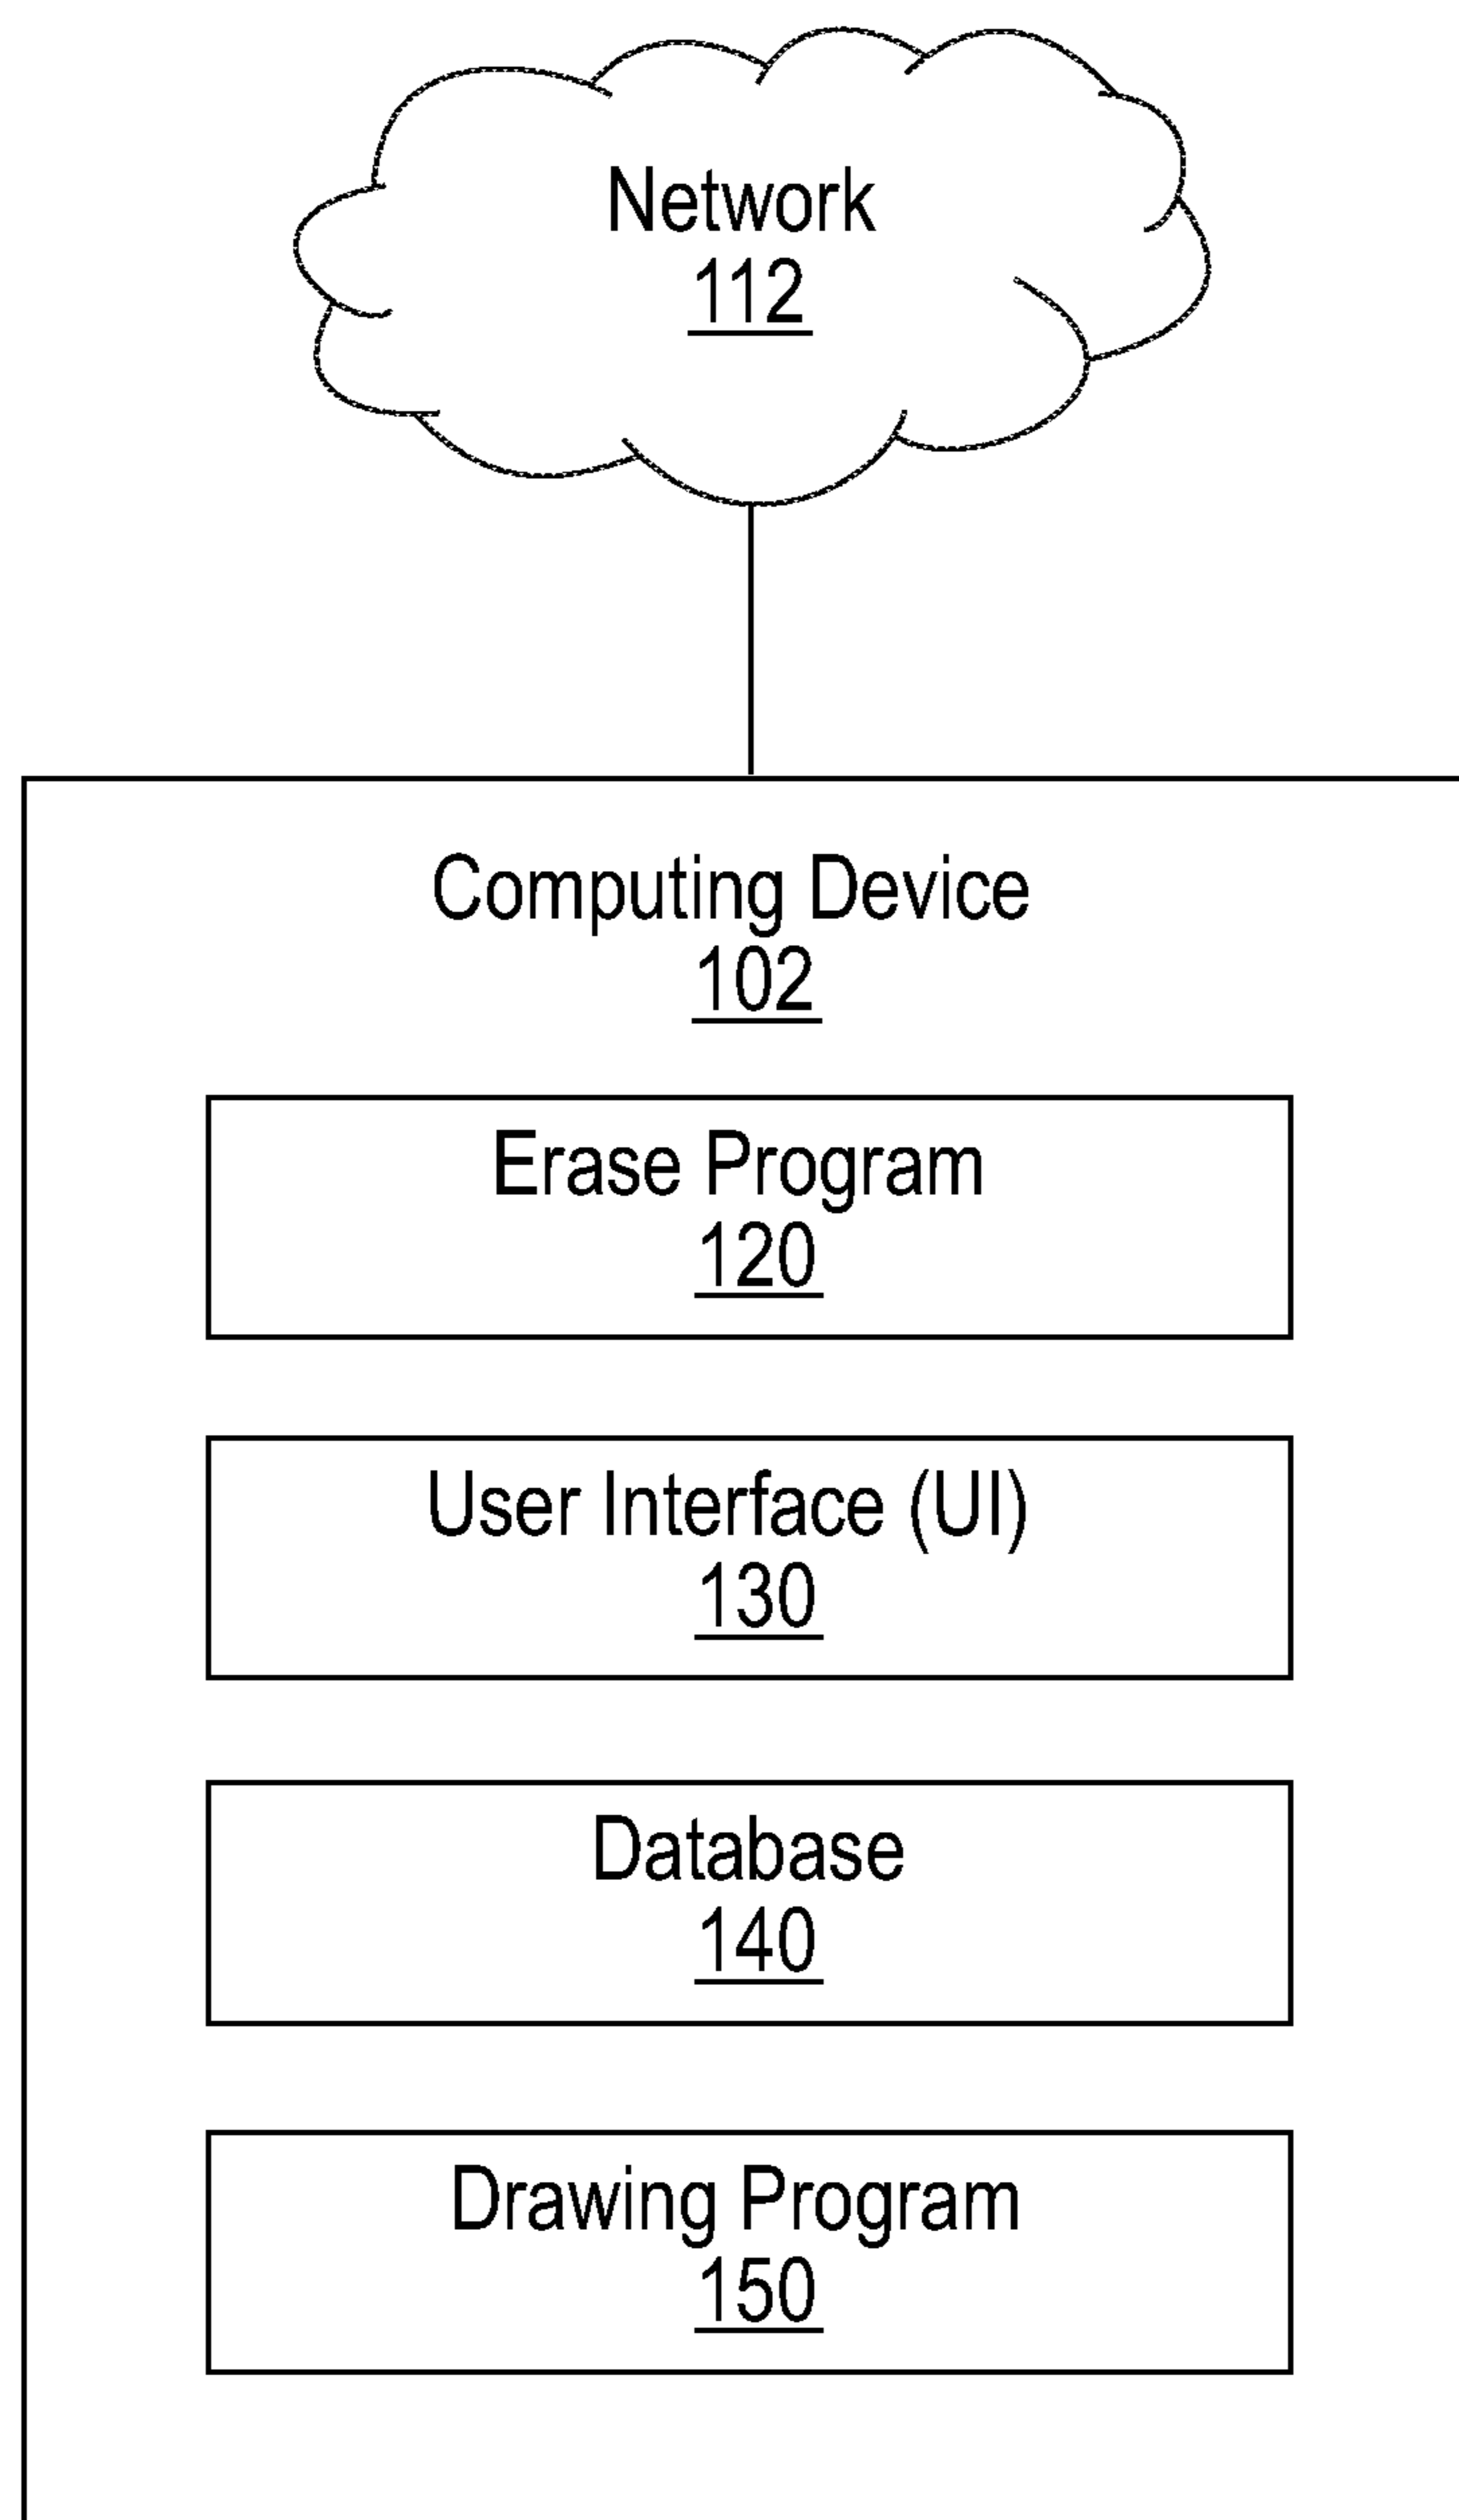 Network
112
Computing Device
102
Erase Program
120
User Interface (UI)
130
Database
140
Drawing Program
150